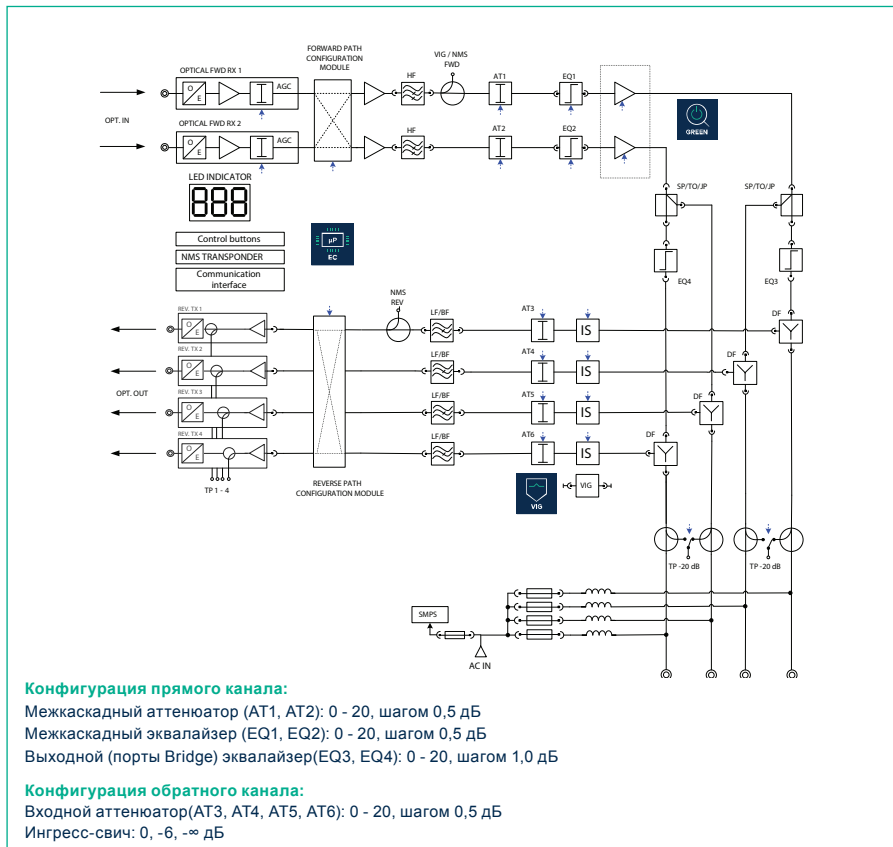 FORWARD PATH
CONFIGURATION
MODULE
VIG / NMS
FWD
OPTICAL FWD RX 1
HF
AT1
EQ1
O
E
AGC
OPT. IN
GREEN
OPTICAL FWD RX 2
HF
AT2
EQ2
O
E
AGC
LED INDICATOR
888
SP/TO/JP
SP/TO/JP
Control buttons
NMS TRANSPONDER
Communication
interface
µP
EC
EQ4
EQ3
NMS
REV
REV. TX 1
LF/BF
AT3
DF
O
E
IS
REV. TX 2
LF/BF
AT4
DF
O
E
IS
OPT. OUT
REV. TX 3
LF/BF
AT5
DF
O
E
IS
REV. TX 4
LF/BF
AT6
DF
O
E
IS
TP 1 - 4
REVERSE PATH
CONFIGURATION MODULE
VIG
VIG
TP -20 dB
TP -20 dB
SMPS
AC IN
Конфигурация прямого канала:
Межкаскадный аттенюатор (AT1, AT2): 0 - 20, шагом 0,5 дБ
Межкаскадный эквалайзер (EQ1, EQ2): 0 - 20, шагом 0,5 дБ
Выходной (порты Bridge) эквалайзер(EQ3, EQ4): 0 - 20, шагом 1,0 дБ
Конфигурация обратного канала:
Входной аттенюатор(AT3, AT4, AT5, AT6): 0 - 20, шагом 0,5 дБ
Ингресс-свич: 0, -6, -∞ дБ